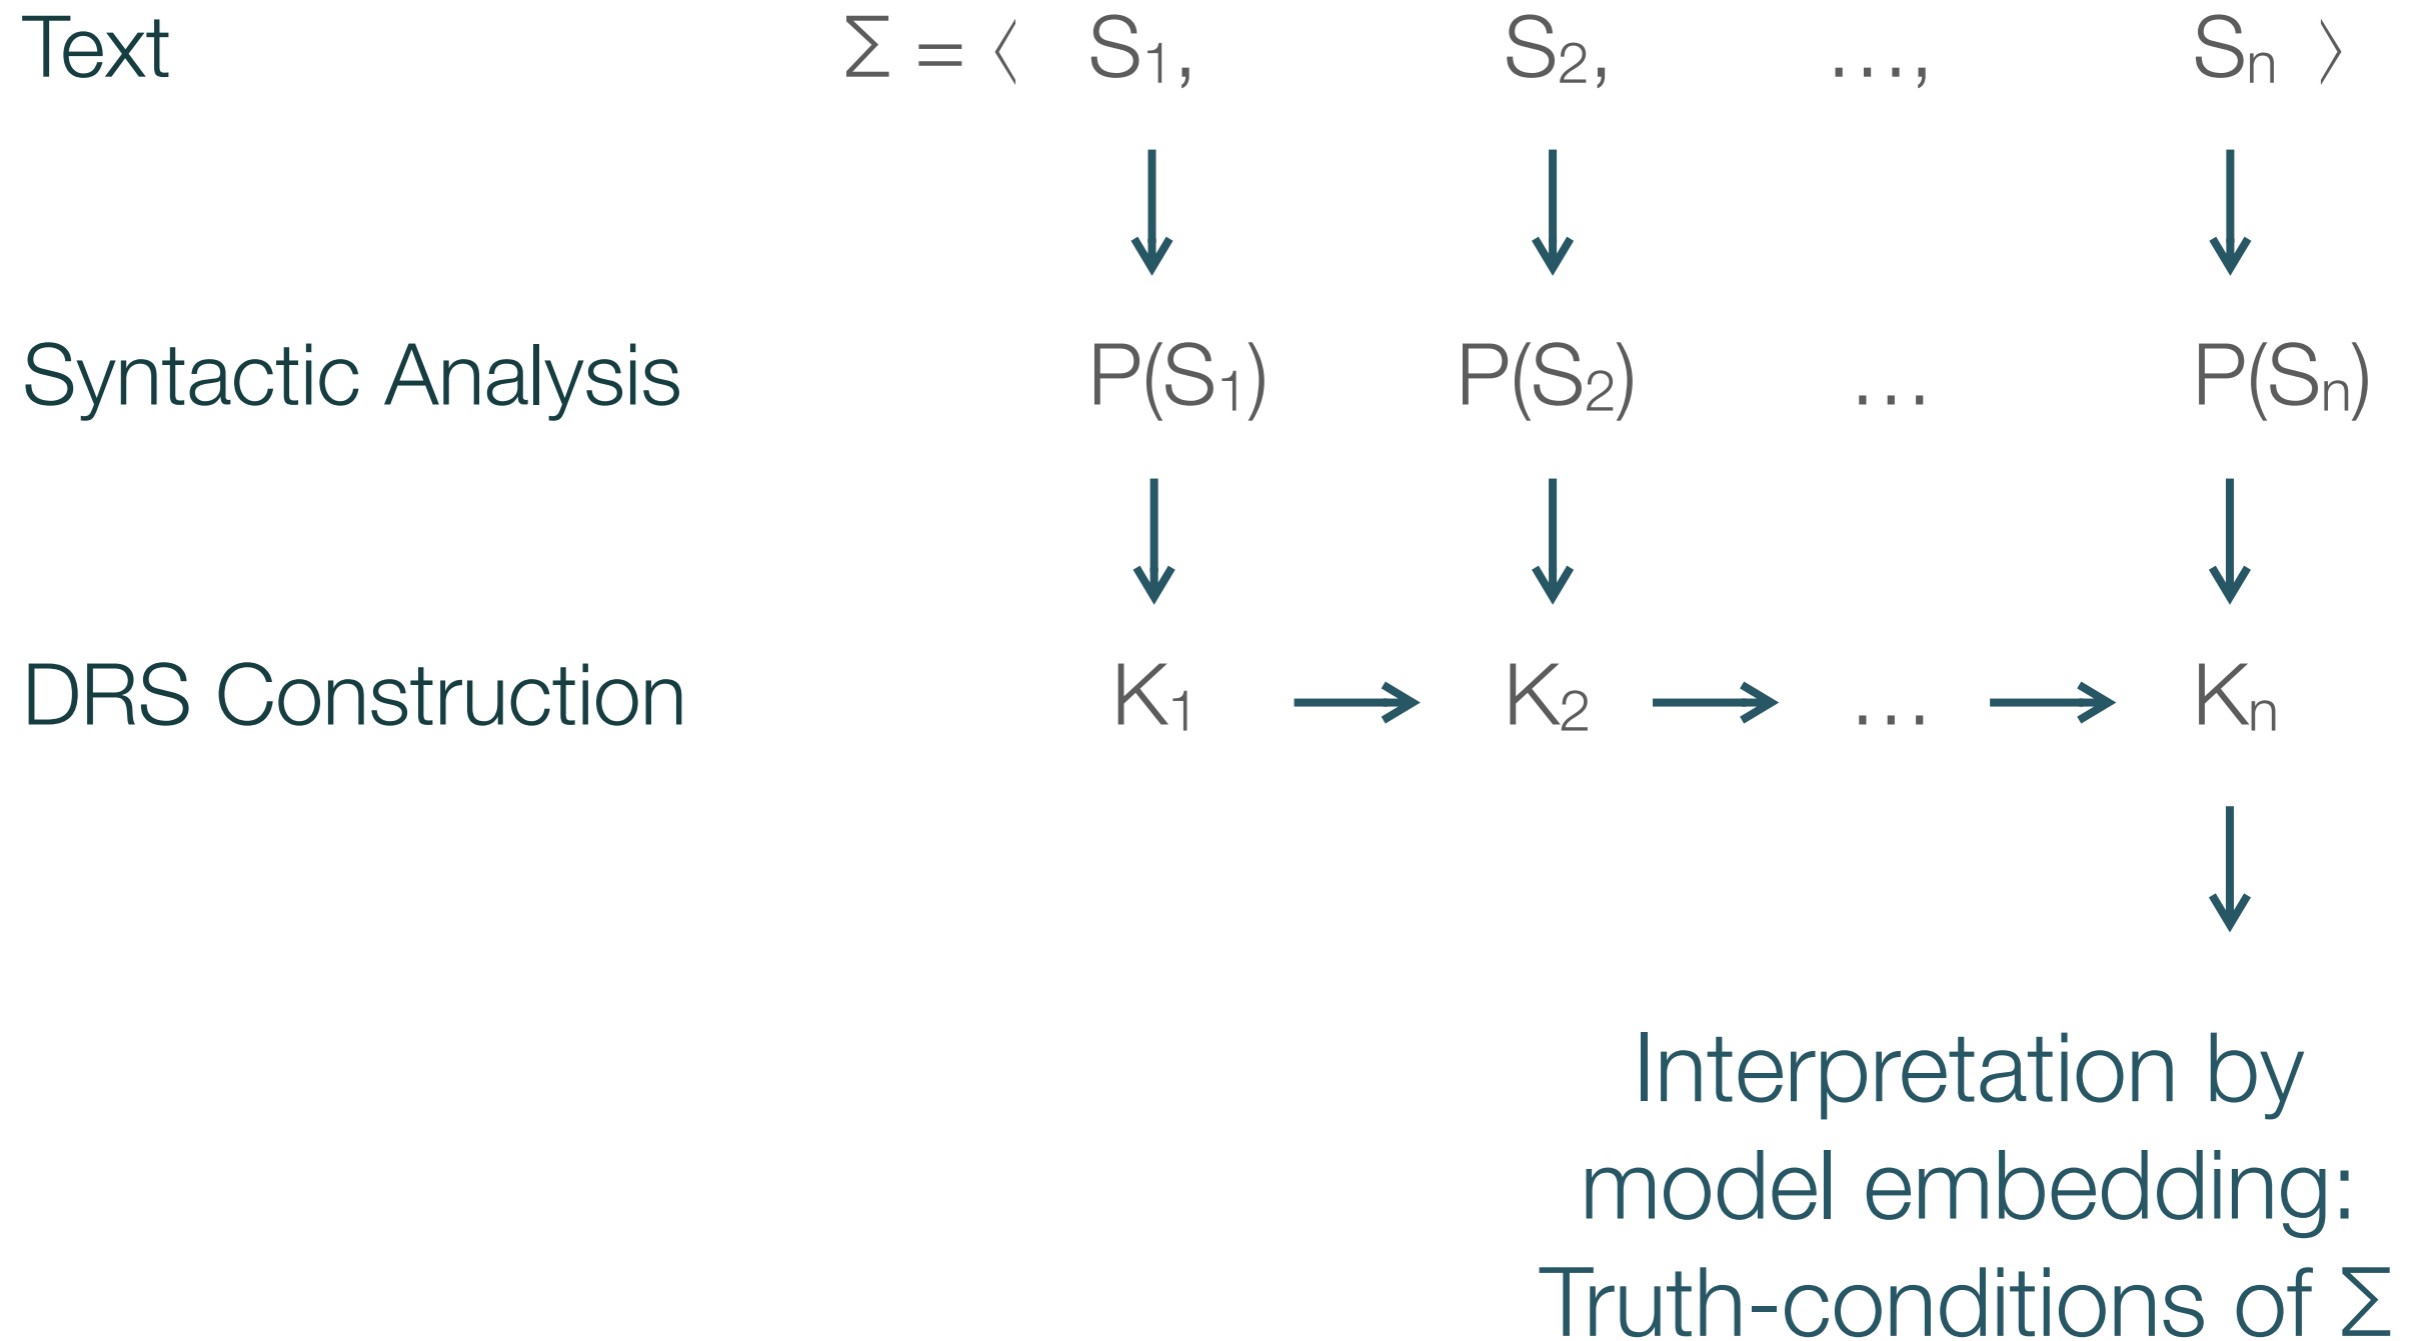 Text Σ = ⟨ S₁, S₂, …, Sₙ ⟩
Syntactic Analysis P(S₁) P(S₂) … P(Sₙ)
DRS Construction K₁ K₂ … Kₙ
Interpretation by
model embedding:
Truth-conditions of Σ